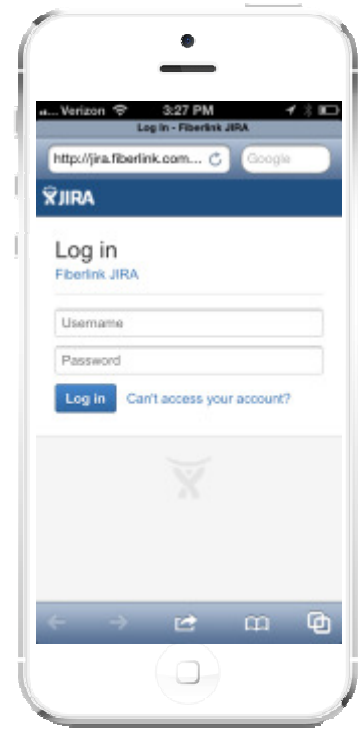 ... Verizon 3:27 PM
Log In - Fiberlink JIRA
http://jira.fiberlink.com... Google
JIRA
Log in
Fiberlink JIRA
Username
Password
Log in Can't access your account?